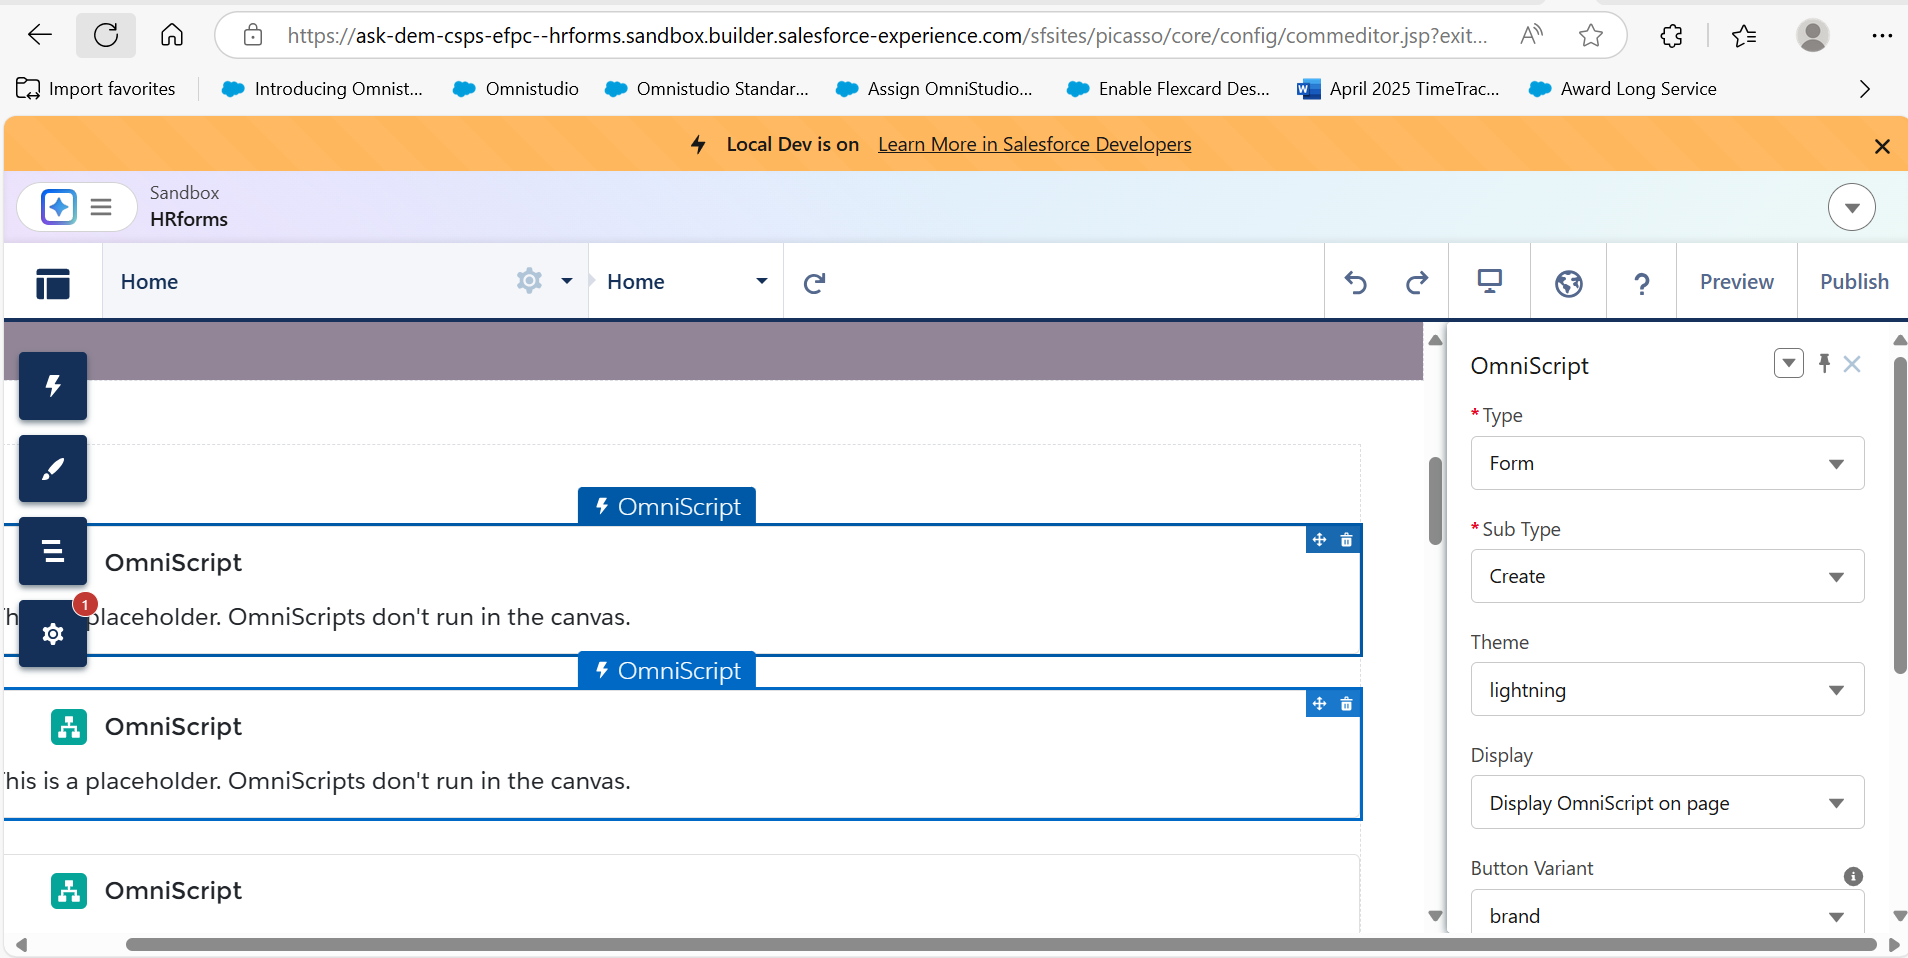 https://ask-dem-csps-efpc--hrforms.sandbox.builder.salesforce-experience.com/sfsites/picasso/core/config/commeditor.jsp?exit...
Import favorites
Introducing Omnist...
Omnistudio
Omnistudio Standar...
Assign OmniStudio...
Enable Flexcard Des...
April 2025 TimeTrac...
Award Long Service
Local Dev is on Learn More in Salesforce Developers
Sandbox
HRforms
Home
Home
?
Preview
Publish
OmniScript
OmniScript
placeholder. OmniScripts don't run in the canvas.
1
OmniScript
OmniScript
his is a placeholder. OmniScripts don't run in the canvas.
OmniScript
OmniScript
* Type
Form
* Sub Type
Create
Theme
lightning
Display
Display OmniScript on page
Button Variant
brand